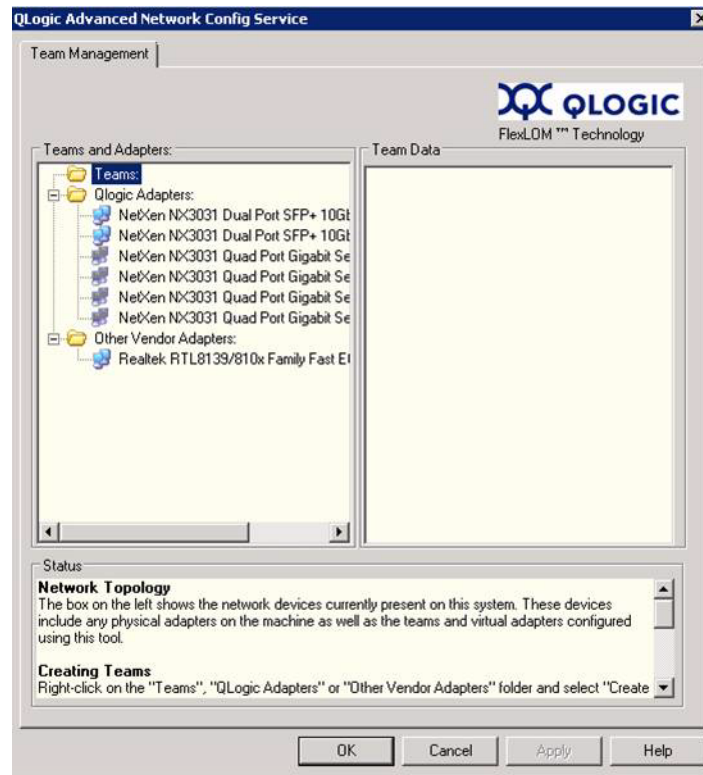 QLogic Advanced Network Config Service
Team Management
QLOGIC
FlexLOM ™ Technology
Teams and Adapters:
Teams:
Qlogic Adapters:
NetXen NX3031 Dual Port SFP+ 10Gb
NetXen NX3031 Dual Port SFP+ 10Gb
NetXen NX3031 Quad Port Gigabit Se
NetXen NX3031 Quad Port Gigabit Se
NetXen NX3031 Quad Port Gigabit Se
NetXen NX3031 Quad Port Gigabit Se
Other Vendor Adapters:
Realtek RTL8139/810x Family Fast
Team Data
Status
Network Topology
The box on the left shows the network devices currently present on this system. These devices
include any physical adapters on the machine as well as the teams and virtual adapters configured
using this tool.
Creating Teams
Right-click on the "Teams", "QLogic Adapters" or "Other Vendor Adapters" folder and select "Create
OK
Cancel
Apply
Help